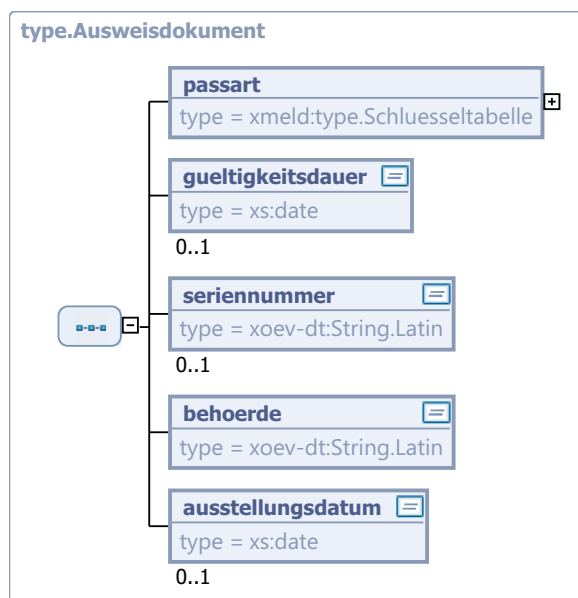 type.Ausweisdokument
passart
type = xmeld:type.Schluesseltabelle
gueltigkeitsdauer
type = xs:date
0..1
seriennummer
type = xoev-dt:String.Latin
0..1
behoerde
type = xoev-dt:String.Latin
ausstellungsdatum
type = xs:date
0..1